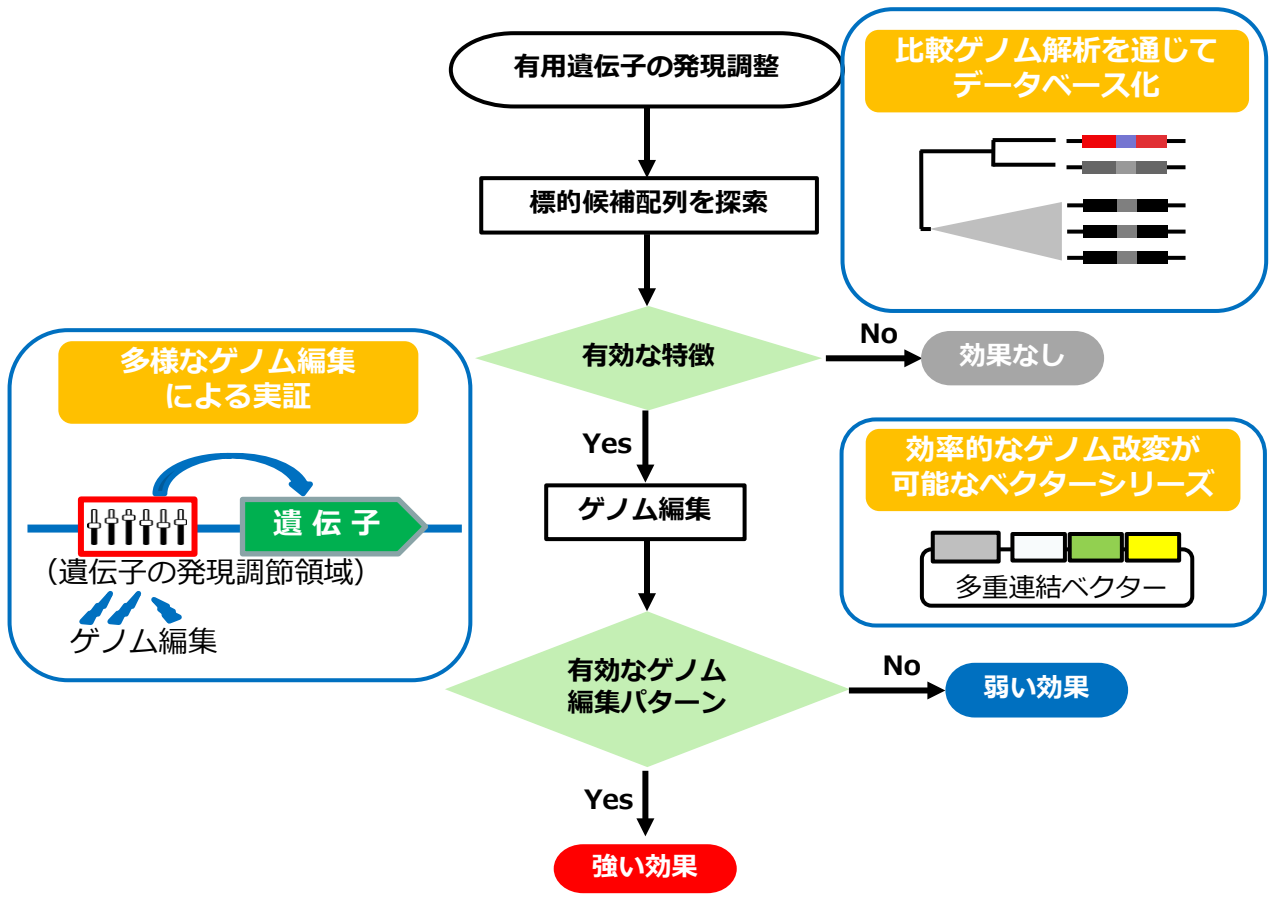 有用遺伝子の発現調整
比較ゲノム解析を通じて
データベース化
標的候補配列を探索
有効な特徴
No
効果なし
多様なゲノム編集
による実証
遺 伝 子
（遺伝子の発現調節領域）
ゲノム編集
Yes
ゲノム編集
効率的なゲノム改変が
可能なベクターシリーズ
多重連結ベクター
有効なゲノム
編集パターン
No
弱い効果
Yes
強い効果